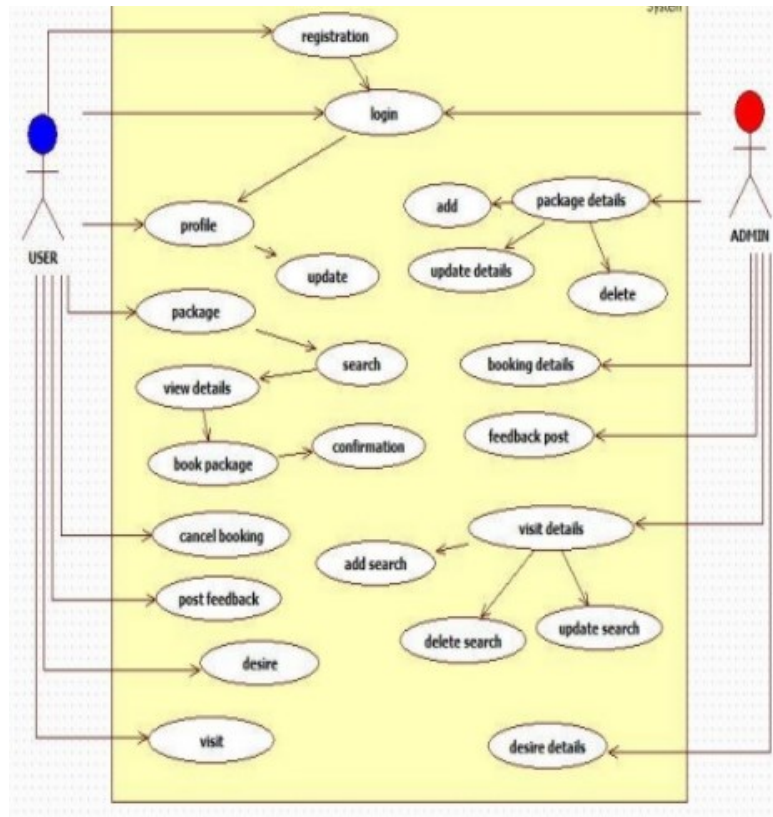 System
registration
login
USER
ADMIN
profile
add
package details
update
update details
delete
package
search
booking details
view details
feedback post
book package
confirmation
cancel booking
visit details
add search
post feedback
delete search
update search
desire
visit
desire details